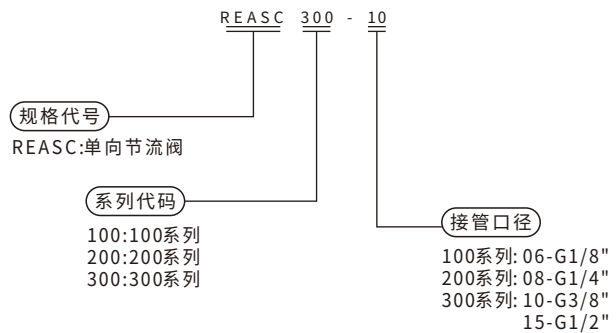 REASC 300 - 10
规格代号
REASC:单向节流阀
系列代码
100:100系列
200:200系列
300:300系列
接管口径
100系列: 06-G1/8"
200系列: 08-G1/4"
300系列: 10-G3/8"
15-G1/2"